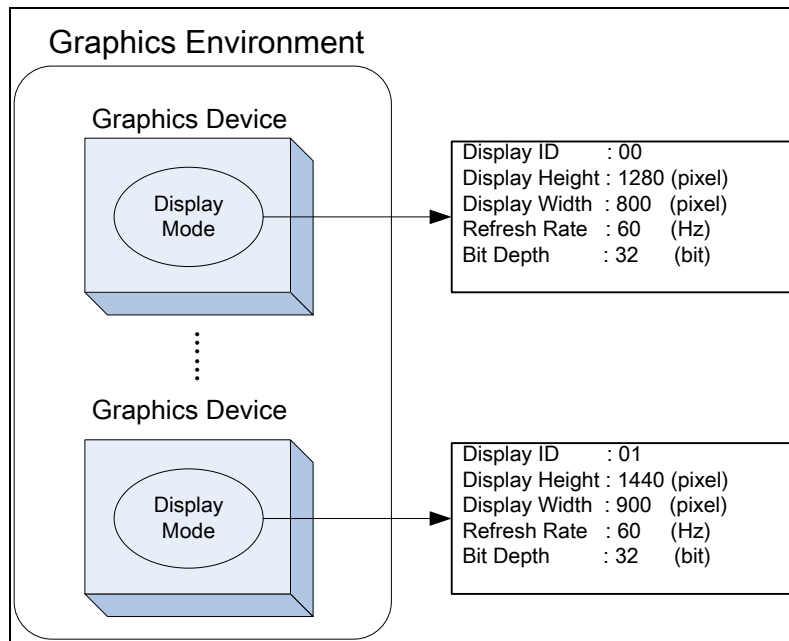 Graphics Environment
Graphics Device
Display
Mode
Display ID : 00
Display Height : 1280 (pixel)
Display Width : 800 (pixel)
Refresh Rate : 60 (Hz)
Bit Depth : 32 (bit)
Graphics Device
Display
Mode
Display ID : 01
Display Height : 1440 (pixel)
Display Width : 900 (pixel)
Refresh Rate : 60 (Hz)
Bit Depth : 32 (bit)